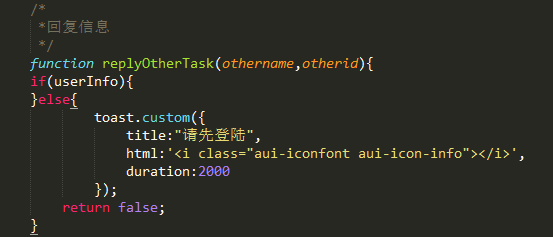 /*
*回复信息
*/
function replyOtherTask(othername,otherid){
if(userInfo){
}else{
toast.custom({
title:"请先登陆",
html:'<i class="aui-iconfont aui-icon-info"></i>',
duration:2000
});
return false;
}